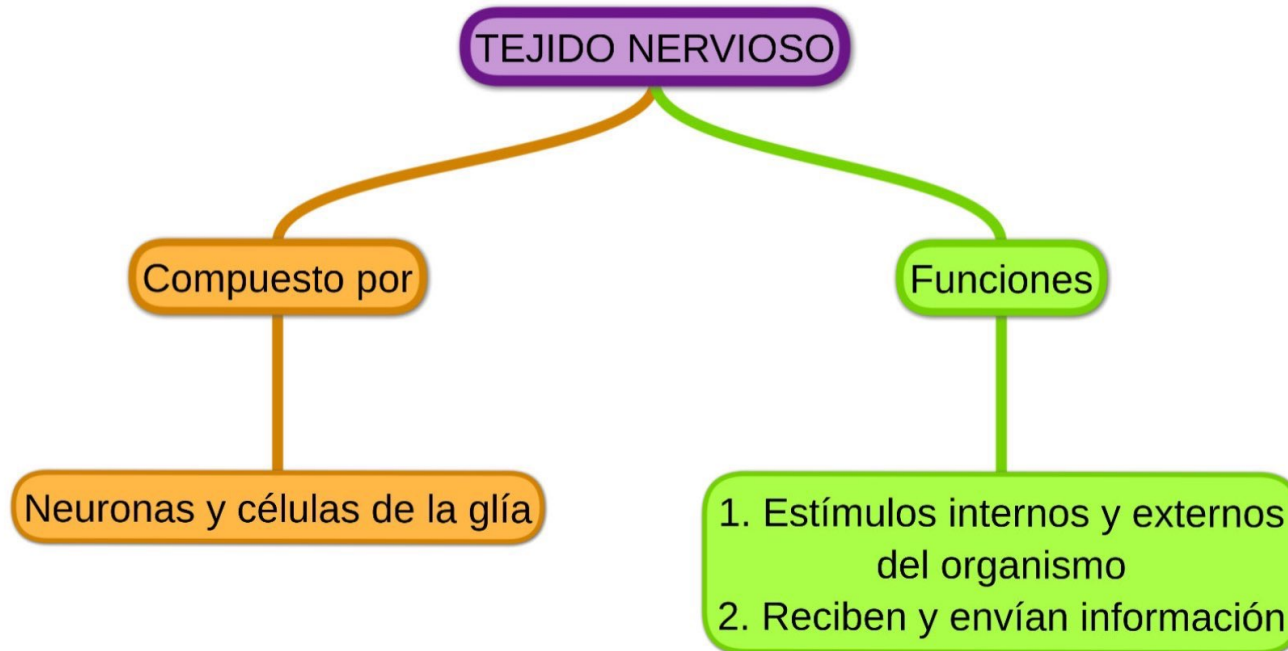 TEJIDO NERVIOSO
Compuesto por
Funciones
Neuronas y células de la glía
1. Estímulos internos y externos
del organismo
2. Reciben y envían información